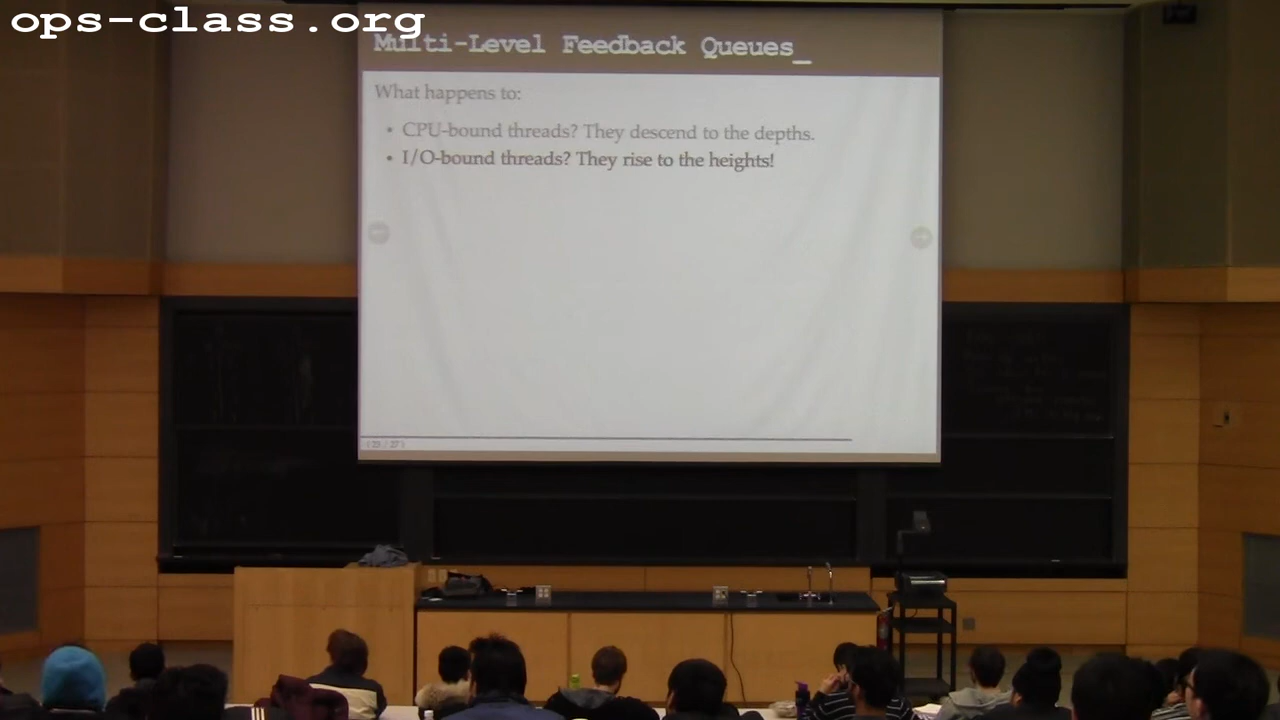 ops-class.org
Multi-Level Feedback Queues_
What happens to:
• CPU-bound threads? They descend to the depths.
• I/O-bound threads? They rise to the heights!